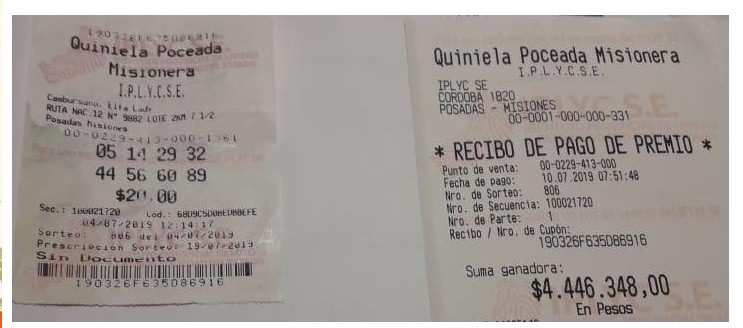 190326F635D86916
Quiniela Poceada
Misionera
I.P.L.Y.C.S.E.
RUTA NAC.12 N° 9882 LOTE 2KM 7 1/2
Posadas Misiones
00-0229-413-000-1
05 14 29 32
44 56 60 89
$20.00
Sec.: 100021720 Cod.:
04/07/2019 12:14:17
Sorteo: 806 del 04/07/2019
Prescripcion Sorteo: 19/07/2019
Sin Documento
190326F635D86916
Quiniela Poceada Misionera
I.P.L.Y.C.S.E.
IPLYC SE
CORDOBA 1820
POSADAS - MISIONES
00-0001-000-000-331
* RECIBO DE PAGO DE PREMIO *
Punto de venta: 00-0229-413-000
Fecha de pago: 10.07.2019 07:51:48
Nro. de Sorteo: 806
Nro. de Secuencia: 100021720
Nro. de Parte: 1
Recibo / Nro. de Cupón:
190326F635D86916
Suma ganadora:
$4.446.348,00
En Pesos